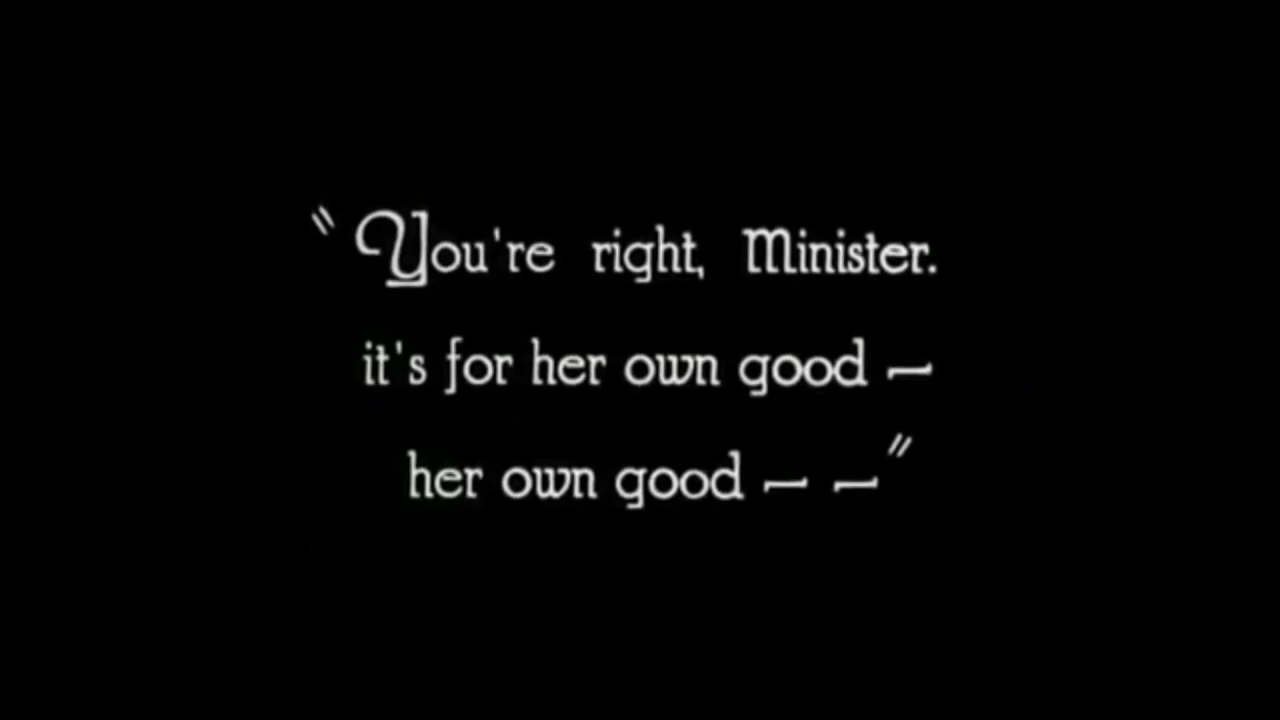 "You're right, Minister.
it's for her own good —
her own good — —"